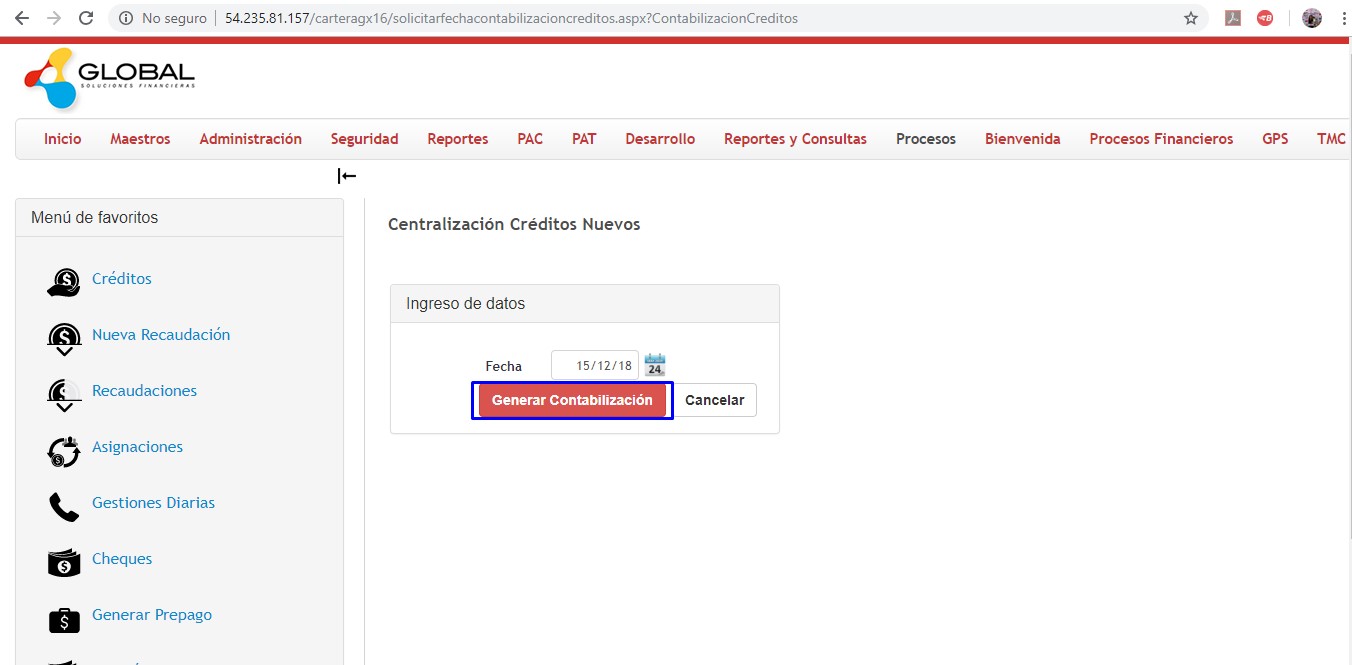 No seguro 54.235.81.157/carteragx16/solicitarfechacontabilizacioncreditos.aspx?ContabilizacionCreditos
GLOBAL
SOLUCIONES FINANCIERAS
Inicio Maestros Administración Seguridad Reportes PAC PAT Desarrollo Reportes y Consultas Procesos Bienvenida Procesos Financieros GPS TMC
Menú de favoritos
Créditos
Nueva Recaudación
Recaudaciones
Asignaciones
Gestiones Diarias
Cheques
Generar Prepago
Centralización Créditos Nuevos
Ingreso de datos
Fecha 15/12/18 24
Generar Contabilización Cancelar